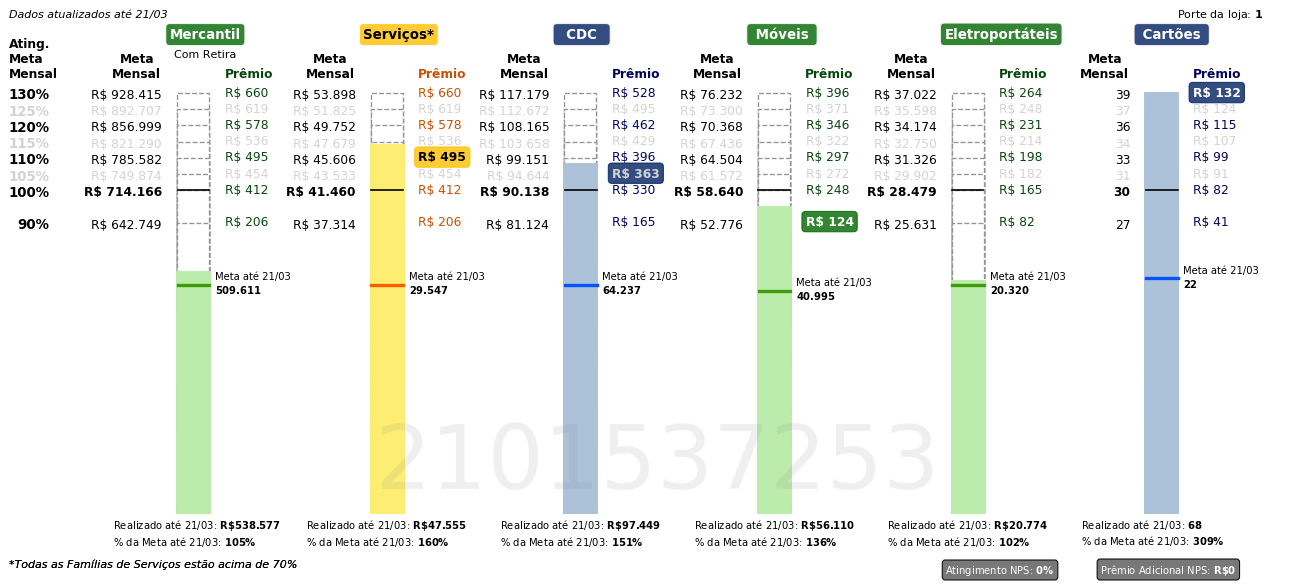 Dados atualizados até 21/03
Porte da loja: 1
Mercantil
Serviços*
CDC
Móveis
Eletroportáteis
Cartões
Ating.
Meta
Mensal
Com Retira
Meta
Mensal
Prêmio
Meta
Mensal
Prêmio
Meta
Mensal
Prêmio
Meta
Mensal
Prêmio
Meta
Mensal
Prêmio
Meta
Mensal
Prêmio
130% R$ 928.415 R$ 660 R$ 53.898 R$ 660 R$ 117.179 R$ 528 R$ 76.232 R$ 396 R$ 37.022 R$ 264 39 R$ 132
125% R$ 892.707 R$ 619 R$ 51.825 R$ 619 R$ 112.672 R$ 495 R$ 73.300 R$ 371 R$ 35.598 R$ 248 37 R$ 124
120% R$ 856.999 R$ 578 R$ 49.752 R$ 578 R$ 108.165 R$ 462 R$ 70.368 R$ 346 R$ 34.174 R$ 231 36 R$ 115
115% R$ 821.290 R$ 536 R$ 47.679 R$ 536 R$ 103.658 R$ 429 R$ 67.436 R$ 322 R$ 32.750 R$ 214 34 R$ 107
110% R$ 785.582 R$ 495 R$ 45.606 R$ 495 R$ 99.151 R$ 396 R$ 64.504 R$ 297 R$ 31.326 R$ 198 33 R$ 99
105% R$ 749.874 R$ 454 R$ 43.533 R$ 454 R$ 94.644 R$ 363 R$ 61.572 R$ 272 R$ 29.902 R$ 182 31 R$ 91
100% R$ 714.166 R$ 412 R$ 41.460 R$ 412 R$ 90.138 R$ 330 R$ 58.640 R$ 248 R$ 28.479 R$ 165 30 R$ 82
90% R$ 642.749 R$ 206 R$ 37.314 R$ 206 R$ 81.124 R$ 165 R$ 52.776 R$ 124 R$ 25.631 R$ 82 27 R$ 41
Meta até 21/03
509.611
Meta até 21/03
29.547
Meta até 21/03
64.237
Meta até 21/03
40.995
Meta até 21/03
20.320
Meta até 21/03
22
2101537253
Realizado até 21/03: R$538.577
% da Meta até 21/03: 105%
Realizado até 21/03: R$47.555
% da Meta até 21/03: 160%
Realizado até 21/03: R$97.449
% da Meta até 21/03: 151%
Realizado até 21/03: R$56.110
% da Meta até 21/03: 136%
Realizado até 21/03: R$20.774
% da Meta até 21/03: 102%
Realizado até 21/03: 68
% da Meta até 21/03: 309%
*Todas as Famílias de Serviços estão acima de 70%
Atingimento NPS: 0%
Prêmio Adicional NPS: R$0